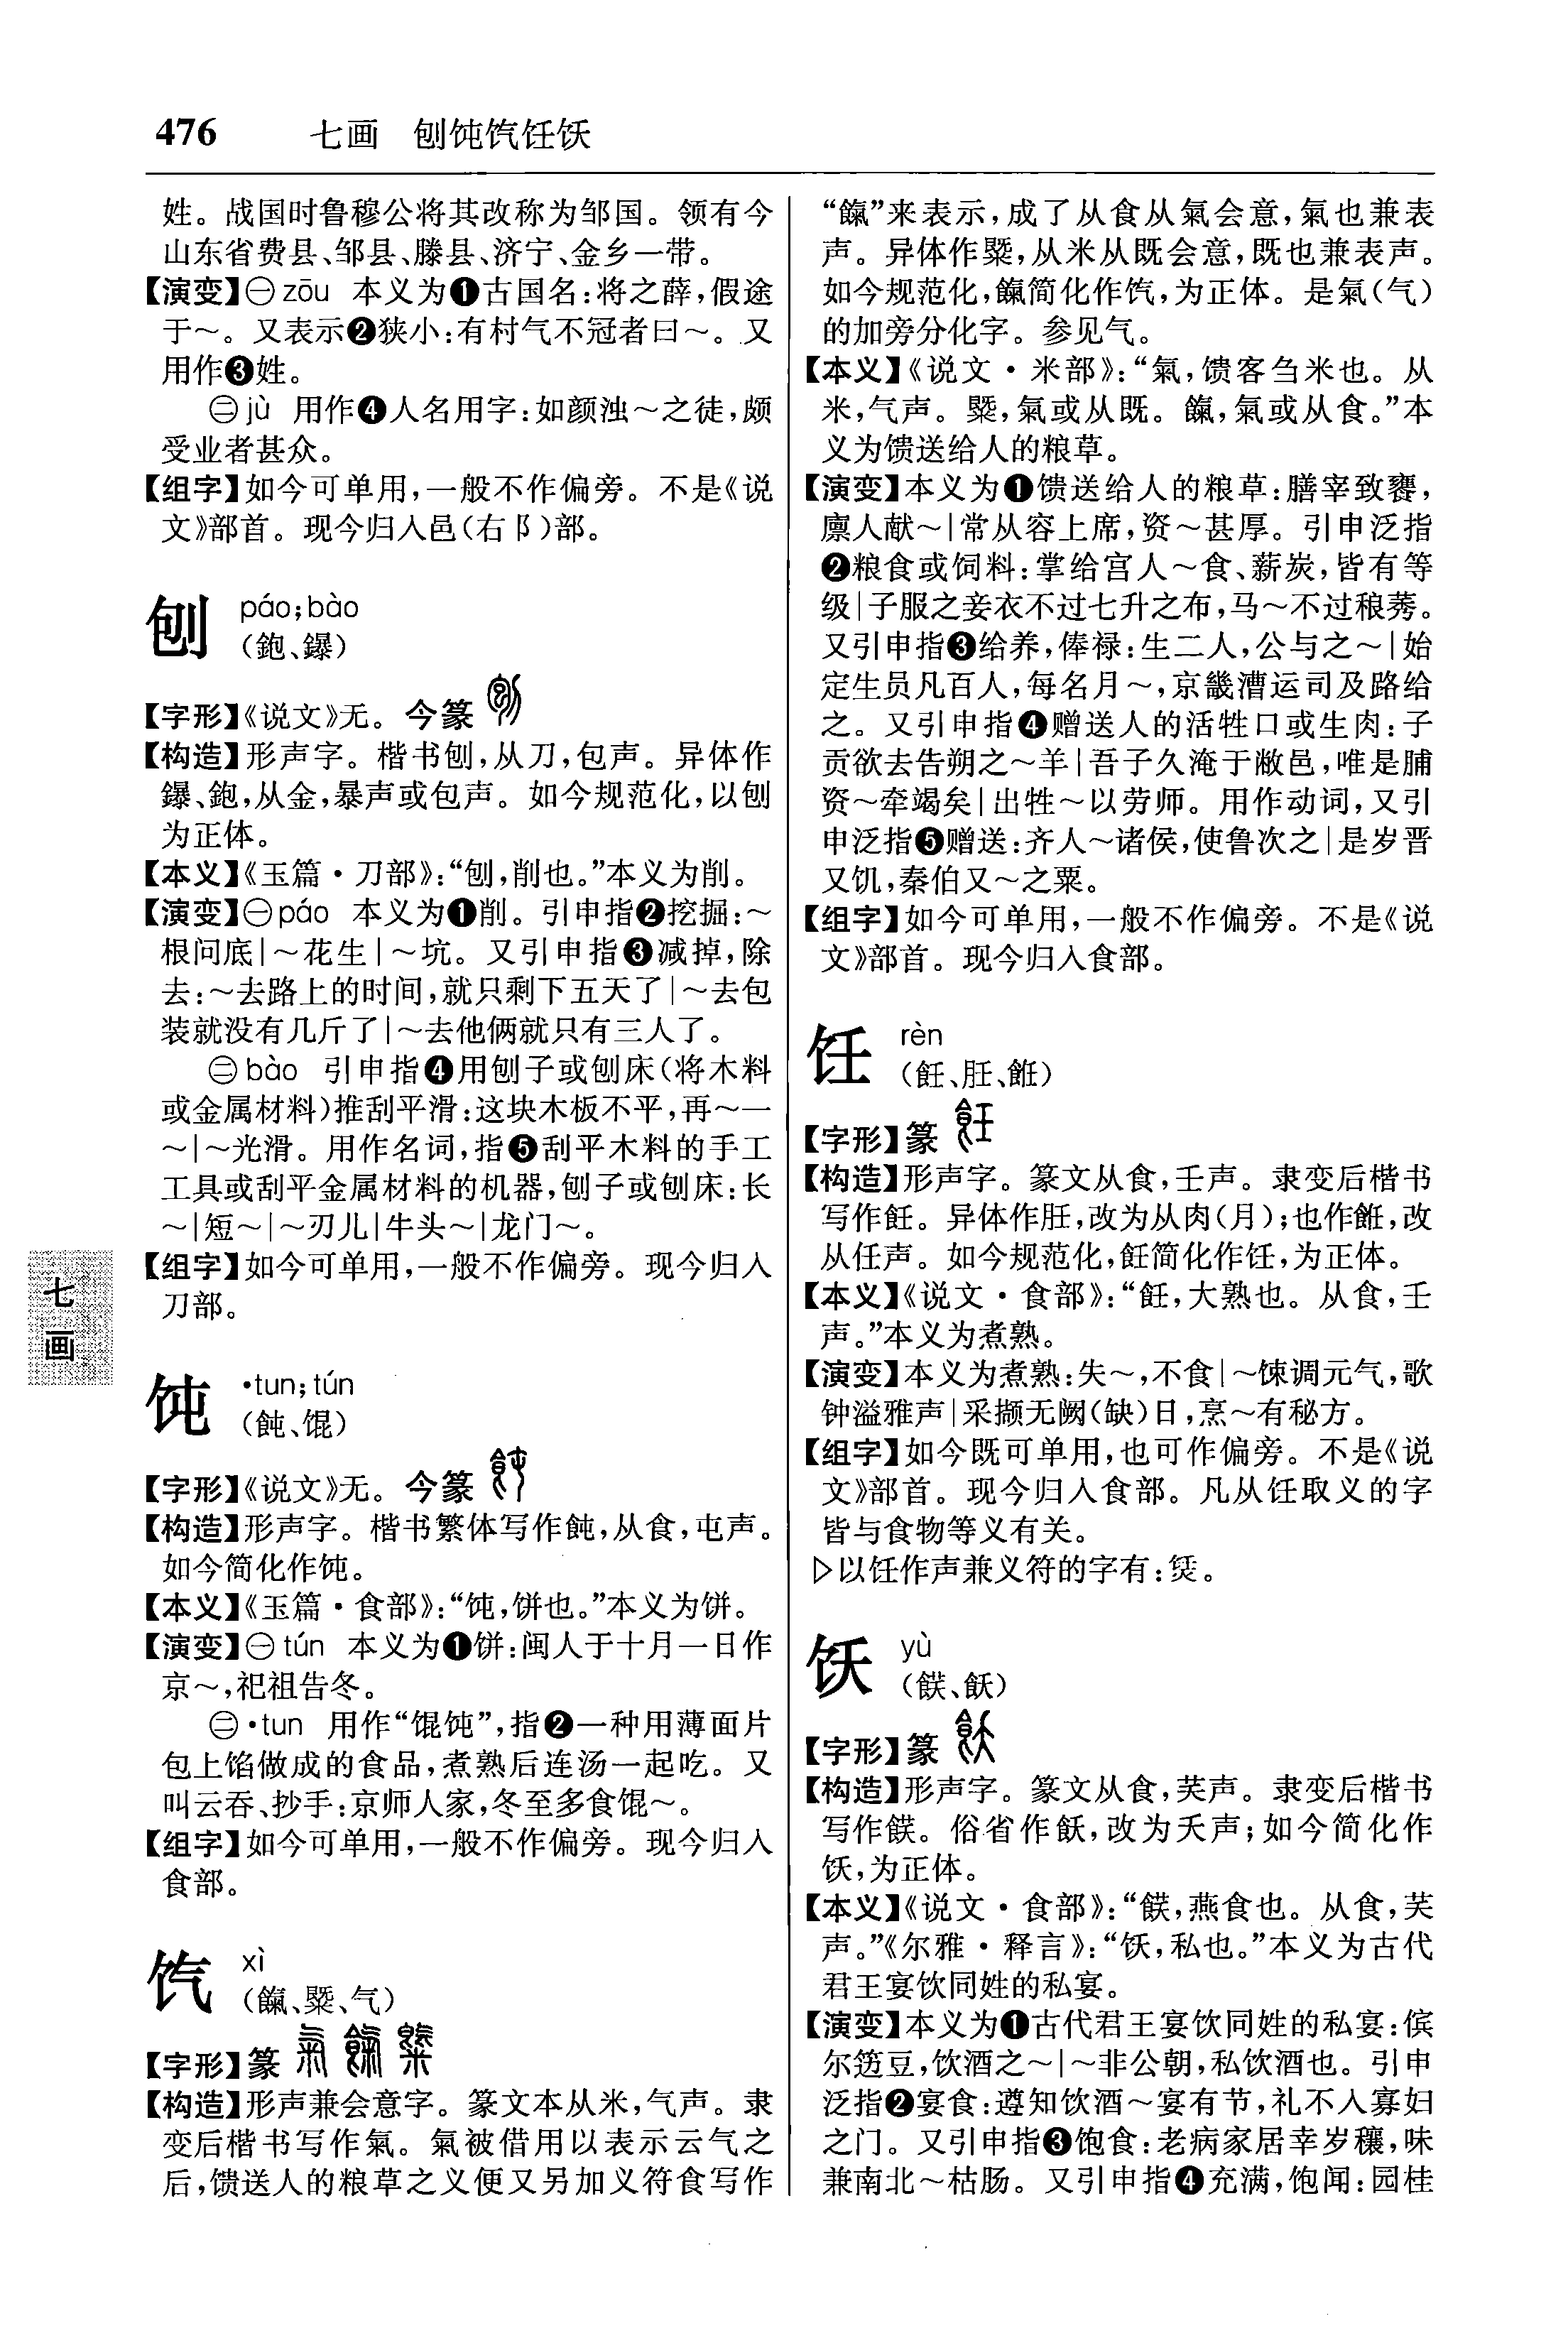 476 七画 刨饨饩饪饫
姓。战国时鲁穆公将其改称为邹国。领有今
山东省费县、邹县、滕县、济宁、金乡一带。
【演变】㊀zōu 本义为❶古国名:将之薛,假途
于～。又表示❷狭小:有村气不冠者曰～。又
用作❸姓。
㊁jù 用作❹人名用字:如颜浊～之徒,颇
受业者甚众。
【组字】如今可单用,一般不作偏旁。不是《说
文》部首。现今归入邑(右阝)部。
刨 páo;bào
(鉋、鑤)
【字形】《说文》无。今篆
【构造】形声字。楷书刨,从刀,包声。异体作
鑤、鉋,从金,暴声或包声。如今规范化,以刨
为正体。
【本义】《玉篇·刀部》:“刨,削也。”本义为削。
【演变】㊀páo 本义为❶削。引申指❷挖掘:～
根问底|～花生|～坑。又引申指❸减掉,除
去:～去路上的时间,就只剩下五天了|～去包
装就没有几斤了|～去他俩就只有三人了。
㊁bào 引申指❹用刨子或刨床(将木料
或金属材料)推刮平滑:这块木板不平,再～一
～|～光滑。用作名词,指❺刮平木料的手工
工具或刮平金属材料的机器,刨子或刨床:长
～|短～|～刃儿|牛头～|龙门～。
【组字】如今可单用,一般不作偏旁。现今归入
刀部。
七
画
饨 ·tun;tún
(飩、馄)
【字形】《说文》无。今篆
【构造】形声字。楷书繁体写作飩,从食,屯声。
如今简化作饨。
【本义】《玉篇·食部》:“饨,饼也。”本义为饼。
【演变】㊀tún 本义为❶饼:闽人于十月一日作
京～,祀祖告冬。
㊁·tun 用作“馄饨”,指❷一种用薄面片
包上馅做成的食品,煮熟后连汤一起吃。又
叫云吞、抄手:京师人家,冬至多食馄～。
【组字】如今可单用,一般不作偏旁。现今归入
食部。
饩 xì
(餼、槩、气)
【字形】篆
【构造】形声兼会意字。篆文本从米,气声。隶
变后楷书写作氣。氣被借用以表示云气之
后,馈送人的粮草之义便又另加义符食写作
“餼”来表示,成了从食从氣会意,氣也兼表
声。异体作䊠,从米从既会意,既也兼表声。
如今规范化,餼简化作饩,为正体。是氣(气)
的加旁分化字。参见气。
【本义】《说文·米部》:“氣,馈客刍米也。从
米,气声。䊠,氣或从既。餼,氣或从食。”本
义为馈送给人的粮草。
【演变】本义为❶馈送给人的粮草:膳宰致饔,
廪人献～|常从容上席,资～甚厚。引申泛指
❷粮食或饲料:掌给宫人～食、薪炭,皆有等
级|子服之妾衣不过七升之布,马～不过稂莠。
又引申指❸给养,俸禄:生二人,公与之～|始
定生员凡百人,每名月～,京畿漕运司及路给
之。又引申指❹赠送人的活牲口或生肉:子
贡欲去告朔之～羊|吾子久淹于敝邑,唯是脯
资～牵竭矣|出牲～以劳师。用作动词,又引
申泛指❺赠送:齐人～诸侯,使鲁次之|是岁晋
又饥,秦伯又～之粟。
【组字】如今可单用,一般不作偏旁。不是《说
文》部首。现今归入食部。
饪 rèn
(飪、肝、餁)
【字形】篆
【构造】形声字。篆文从食,壬声。隶变后楷书
写作飪。异体作肚,改为从肉(月);也作餁,改
从任声。如今规范化,飪简化作饪,为正体。
【本义】《说文·食部》:“飪,大熟也。从食,壬
声。”本义为煮熟。
【演变】本义为煮熟:失～,不食|～𫗧调元气,歌
钟溢雅声|采撷无阙(缺)日,烹～有秘方。
【组字】如今既可单用,也可作偏旁。不是《说
文》部首。现今归入食部。凡从饪取义的字
皆与食物等义有关。
▷以饪作声兼义符的字有:。
饫 yù
(䬇、飫)
【字形】篆
【构造】形声字。篆文从食,芺声。隶变后楷书
写作䬇。俗省作飫,改为夭声;如今简化作
饫,为正体。
【本义】《说文·食部》:“䬇,燕食也。从食,芺
声。”《尔雅·释言》:“饫,私也。”本义为古代
君王宴饮同姓的私宴。
【演变】本义为❶古代君王宴饮同姓的私宴:傧
尔笾豆,饮酒之～|～非公朝,私饮酒也。引申
泛指❷宴食:遵知饮酒～宴有节,礼不入寡妇
之门。又引申指❸饱食:老病家居幸岁穰,味
兼南北～枯肠。又引申指❹充满,饱闻:园桂